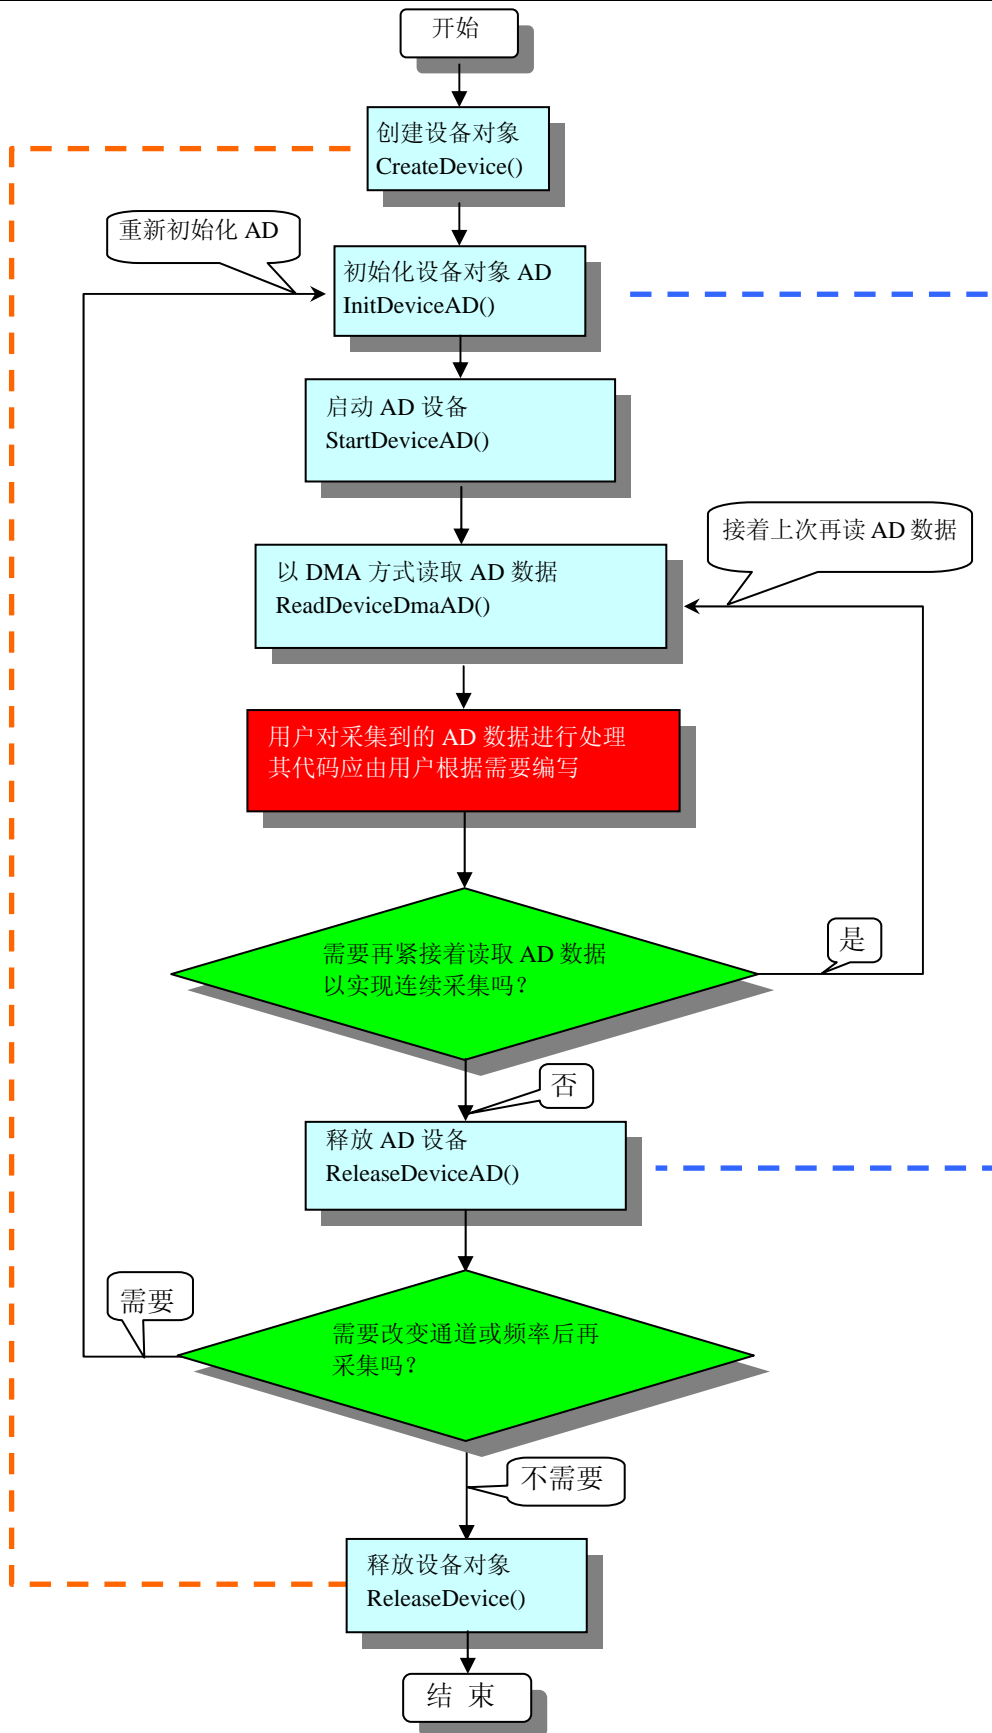 开始
创建设备对象
CreateDevice()
重新初始化 AD
初始化设备对象 AD
InitDeviceAD()
启动 AD 设备
StartDeviceAD()
接着上次再读 AD 数据
以 DMA 方式读取 AD 数据
ReadDeviceDmaAD()
用户对采集到的 AD 数据进行处理
其代码应由用户根据需要编写
需要再紧接着读取 AD 数据
以实现连续采集吗？
是
否
释放 AD 设备
ReleaseDeviceAD()
需要
需要改变通道或频率后再
采集吗？
不需要
释放设备对象
ReleaseDevice()
结 束